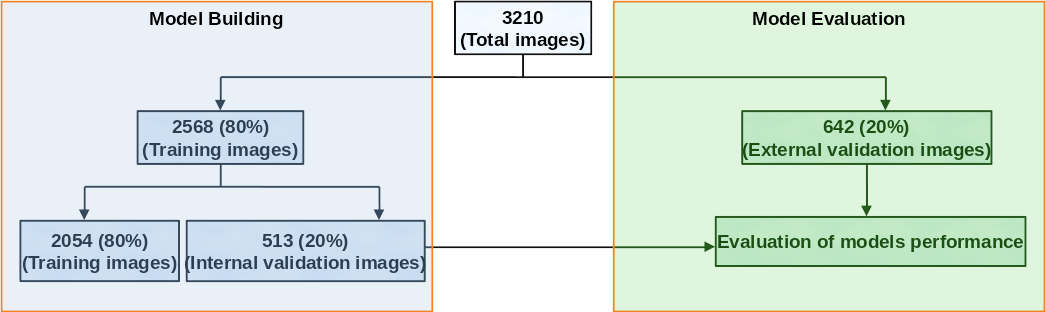 Model Building
3210
(Total images)
Model Evaluation
2568 (80%)
(Training images)
642 (20%)
(External validation images)
2054 (80%)
(Training images)
513 (20%)
(Internal validation images)
Evaluation of models performance